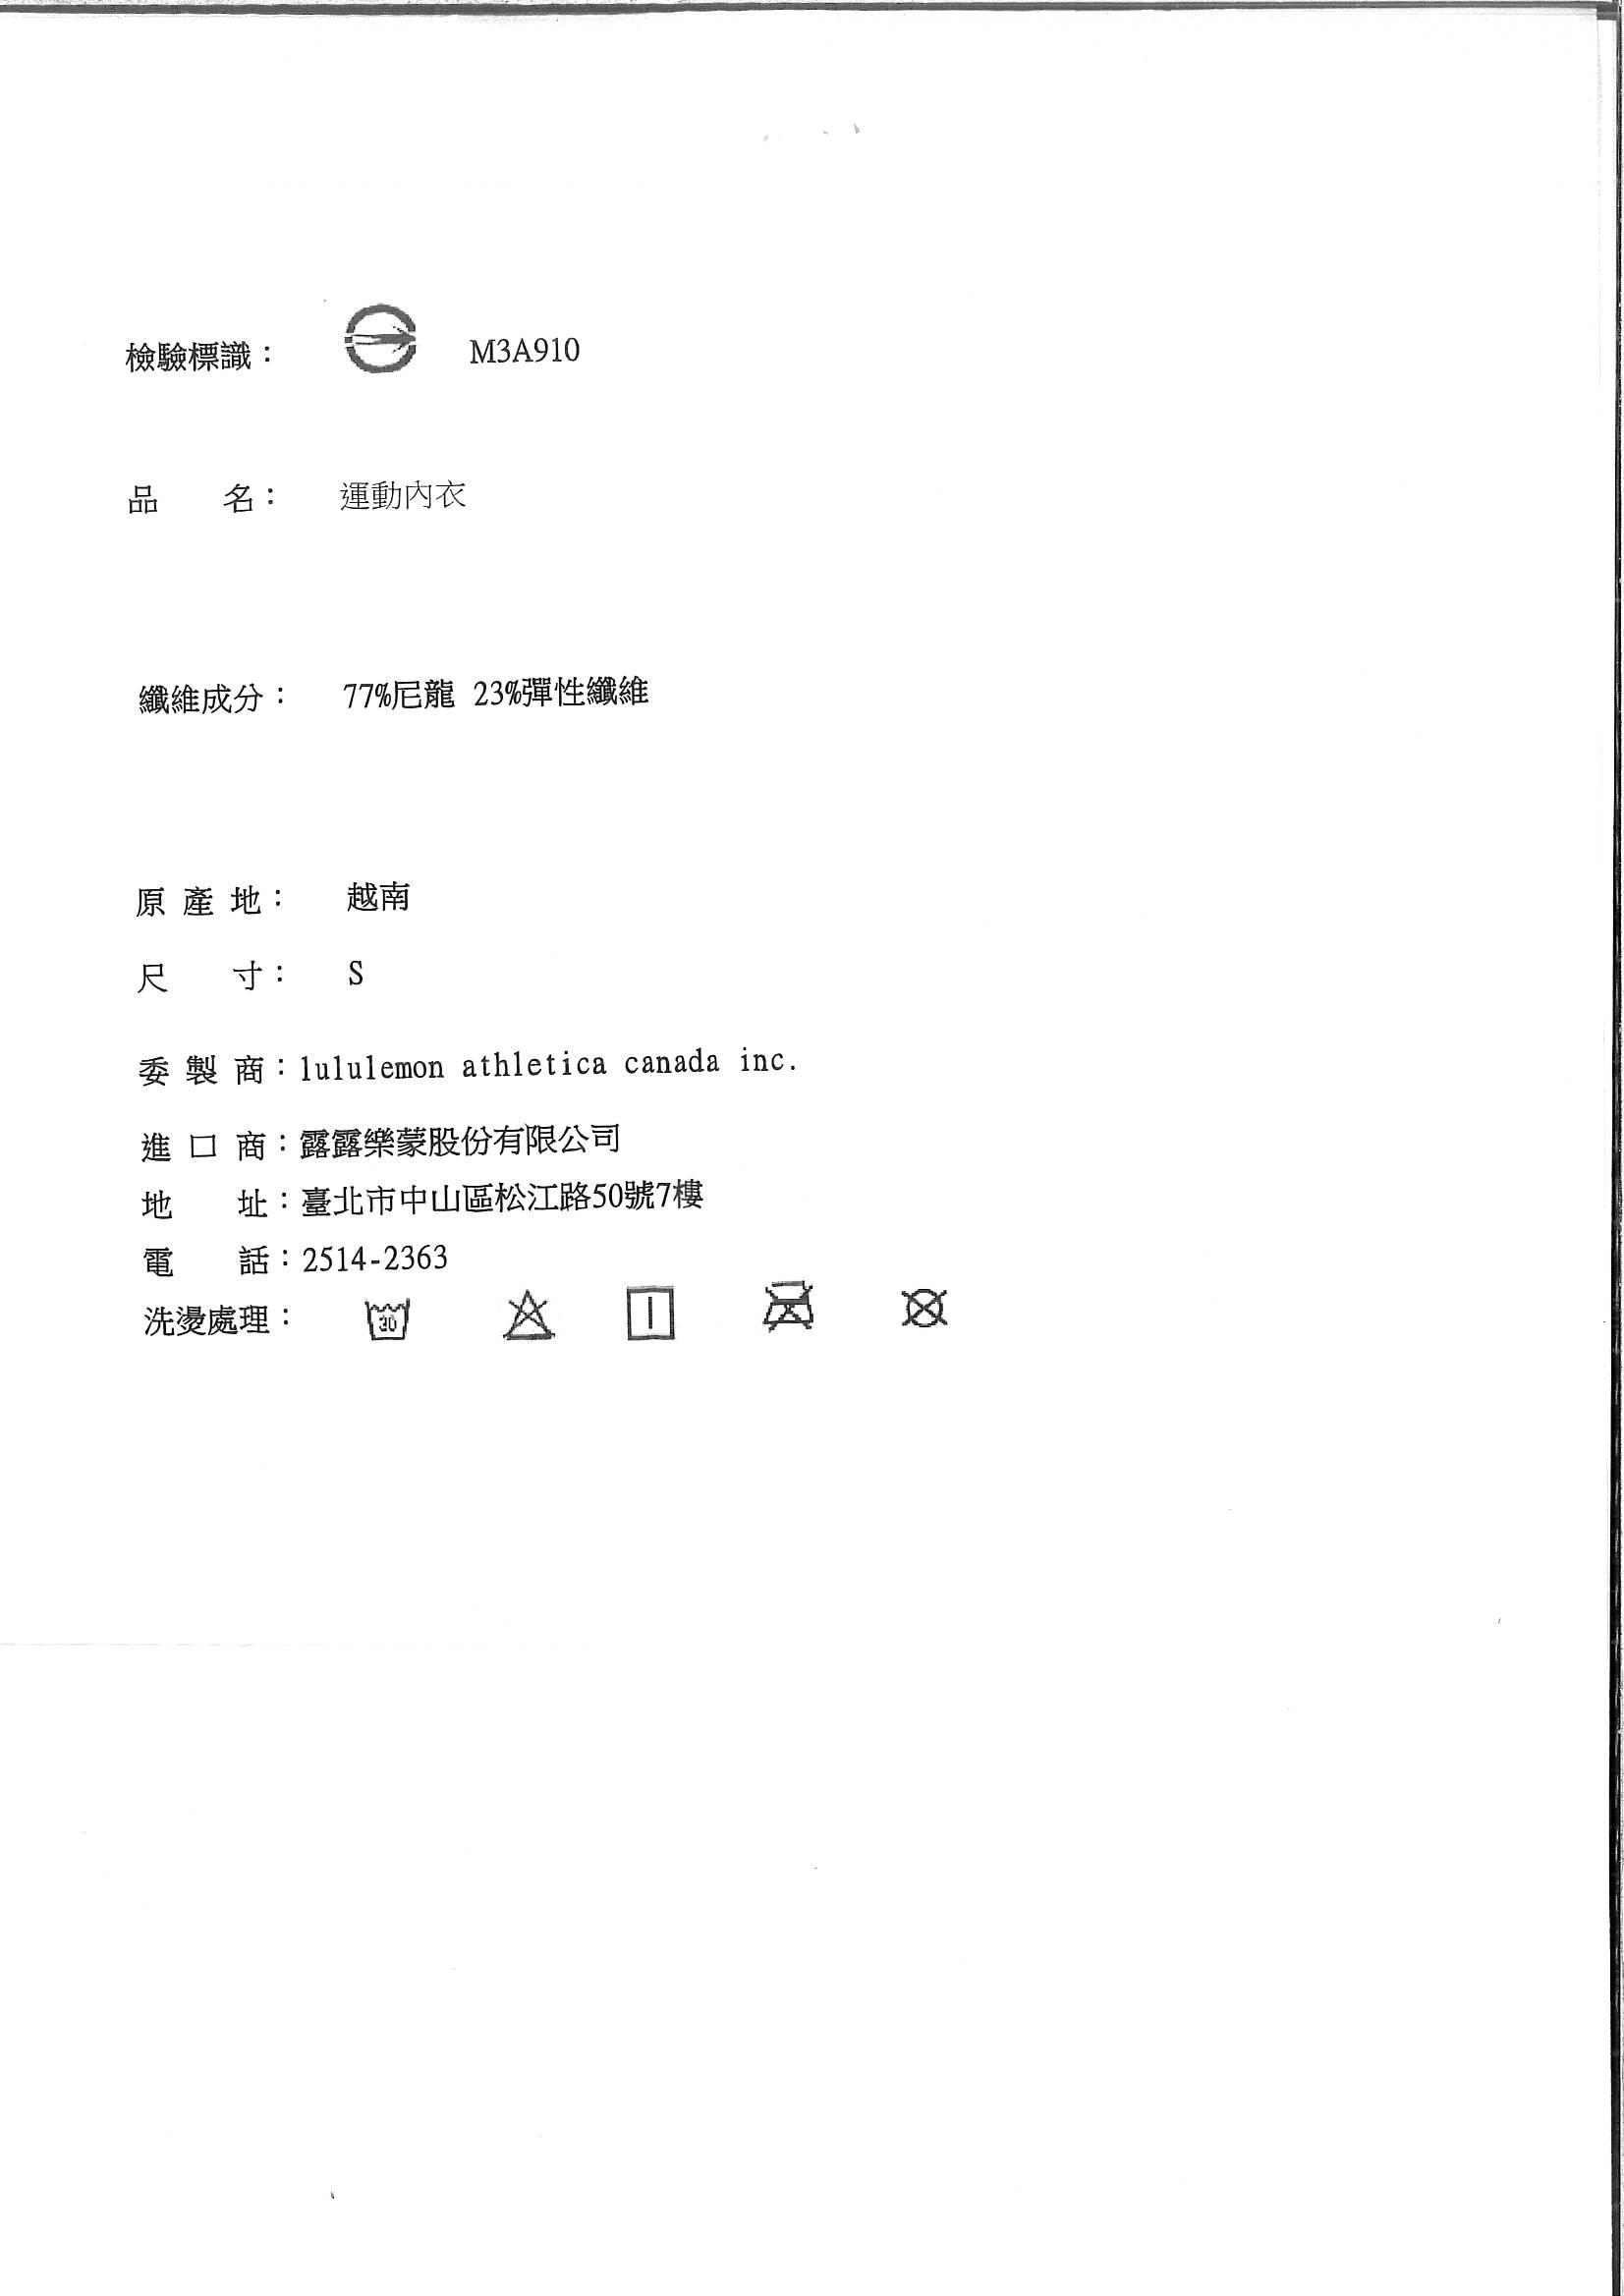 檢驗標識： M3A910
品 名： 運動內衣
纖維成分： 77%尼龍 23%彈性纖維
原 產 地： 越南
尺 寸： S
委 製 商：lululemon athletica canada inc.
進 口 商：露露樂蒙股份有限公司
地 址：臺北市中山區松江路50號7樓
電 話：2514-2363
洗燙處理： 30